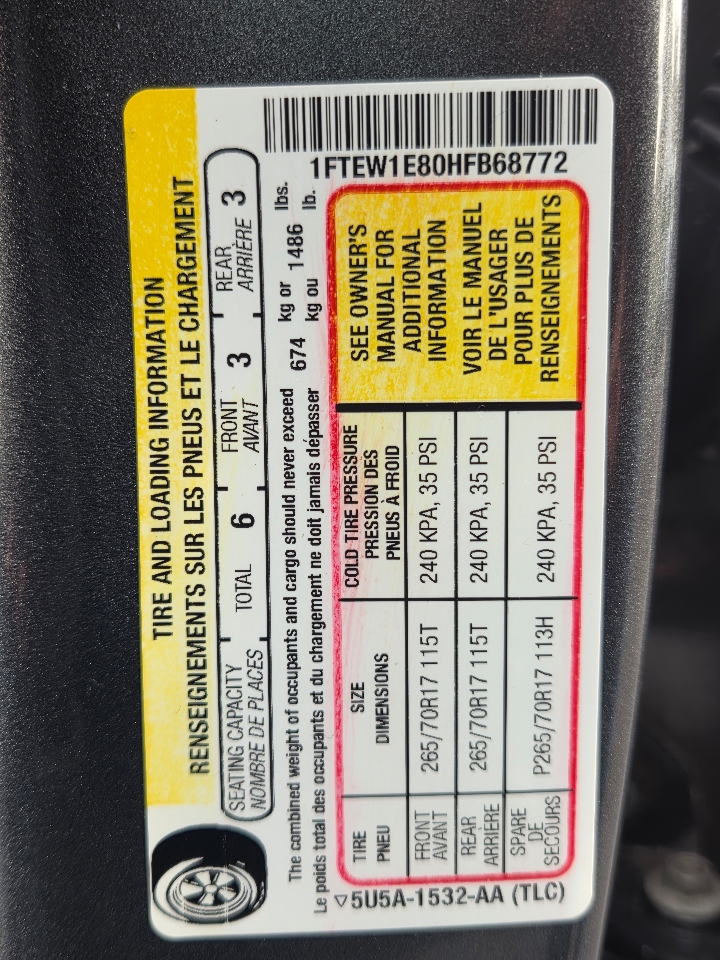 TIRE AND LOADING INFORMATION
RENSEIGNEMENTS SUR LES PNEUS ET LE CHARGEMENT
SEATING CAPACITY
NOMBRE DE PLACES
TOTAL 6
FRONT
AVANT 3
REAR
ARRIÈRE 3
The combined weight of occupants and cargo should never exceed 674 kg or 1486 lbs.
Le poids total des occupants et du chargement ne doit jamais dépasser kg ou lb.
TIRE
PNEU
SIZE
DIMENSIONS
COLD TIRE PRESSURE
PRESSION DES
PNEUS À FROID
FRONT
AVANT
265/70R17 115T
240 KPA, 35 PSI
REAR
ARRIÈRE
265/70R17 115T
240 KPA, 35 PSI
SPARE
DE
SECOURS
P265/70R17 113H
240 KPA, 35 PSI
SEE OWNER'S
MANUAL FOR
ADDITIONAL
INFORMATION
VOIR LE MANUEL
DE L'USAGER
POUR PLUS DE
RENSEIGNEMENTS
1FTEW1E80HFB68772
▽5U5A-1532-AA (TLC)